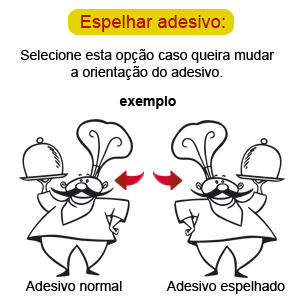 Espelhar adesivo:
Selecione esta opção caso queira mudar
a orientação do adesivo.
exemplo
Adesivo normal
Adesivo espelhado